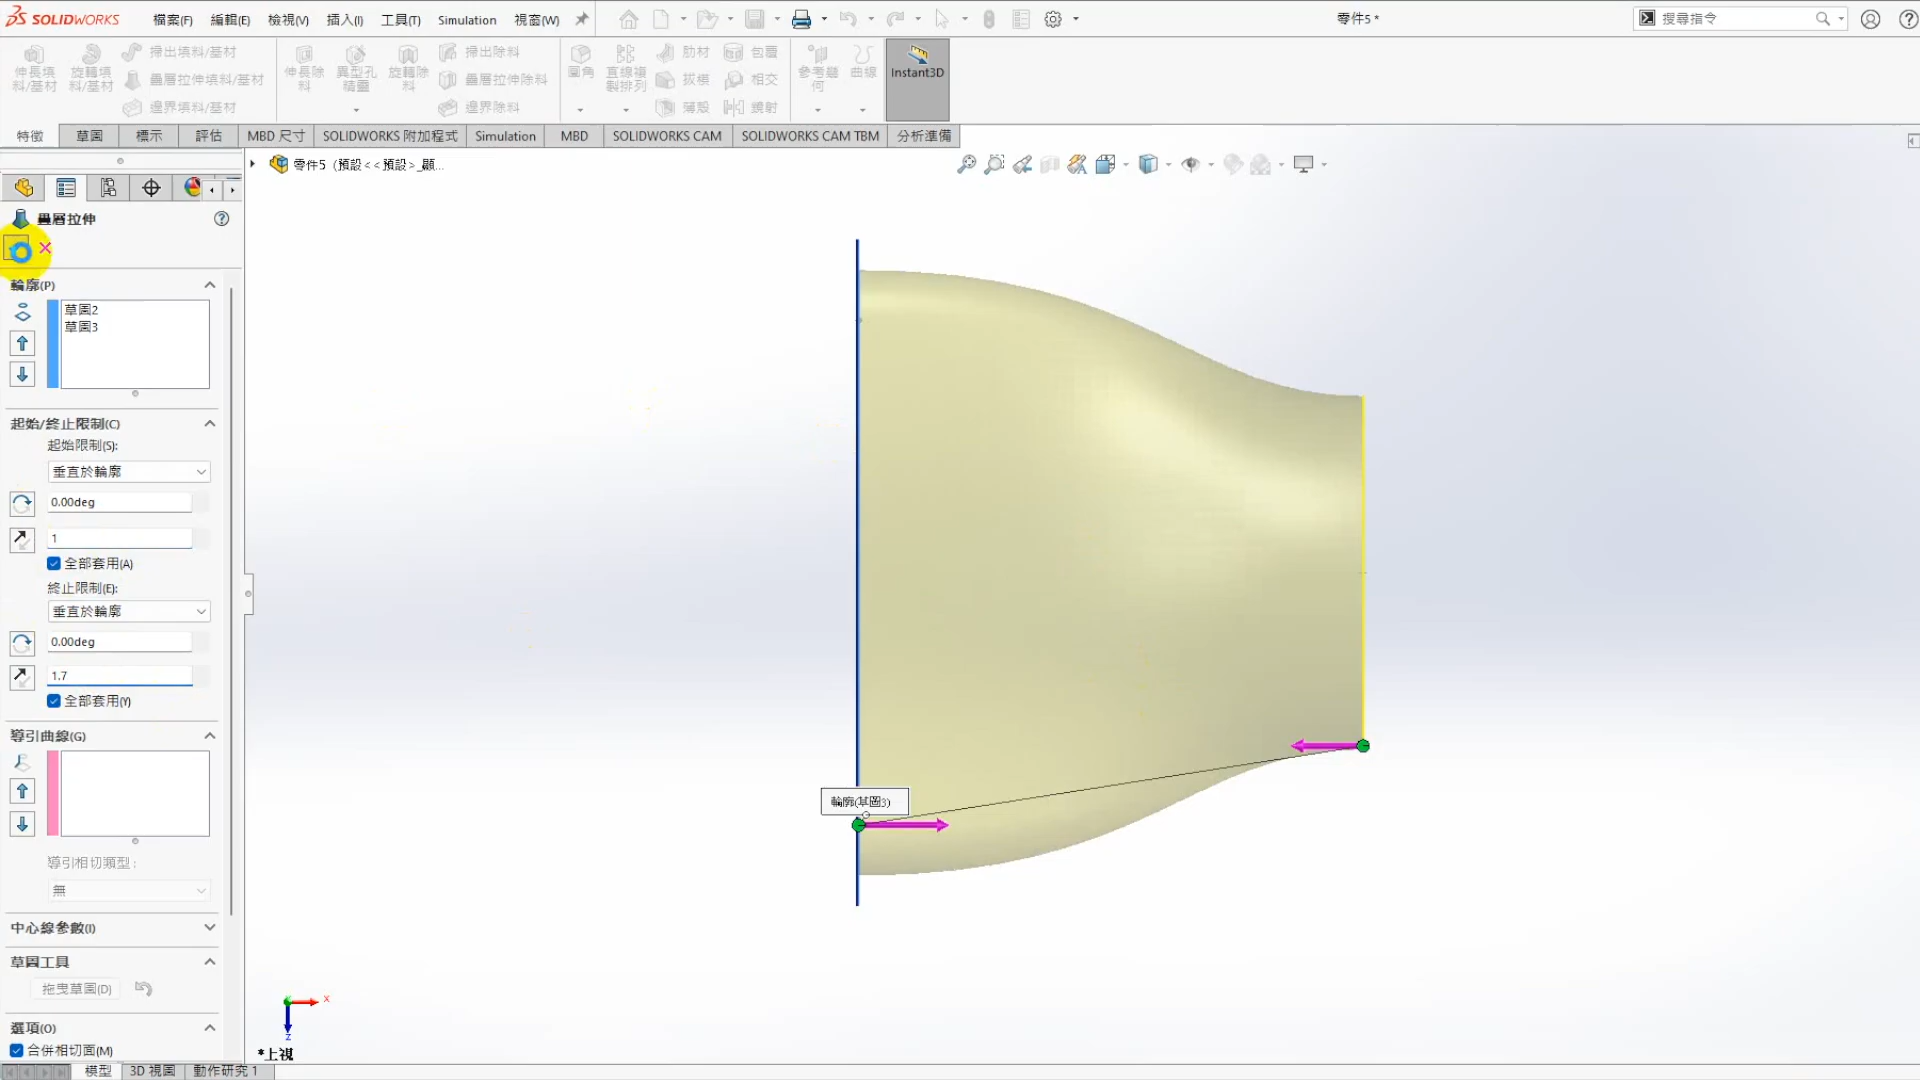 SOLIDWORKS 檔案(F) 編輯(E) 檢視(V) 插入(I) 工具(T) Simulation 視窗(W) 零件5 * 搜尋指令
伸長填料/基材
旋轉填料/基材
掃出填料/基材
疊層拉伸填料/基材
邊界填料/基材
伸長除料
異型孔精靈
旋轉除料
掃出除料
疊層拉伸除料
邊界除料
圓角
直線複製排列
肋材
拔模
薄殼
包覆
相交
鏡射
參考幾何
曲線
Instant3D
特徵 草圖 標示 評估 MBD 尺寸 SOLIDWORKS 附加程式 Simulation MBD SOLIDWORKS CAM SOLIDWORKS CAM TBM 分析準備
零件5 (預設<<預設>_顯...
疊層拉伸
輪廓(P)
草圖2
草圖3
起始/終止限制(C)
起始限制(S):
垂直於輪廓
0.00deg
1
全部套用(A)
終止限制(E):
垂直於輪廓
0.00deg
1.7
全部套用(Y)
導引曲線(G)
導引相切類型:
無
中心線參數(I)
草圖工具
拖曳草圖(D)
選項(O)
合併相切面(M)
輪廓(草圖3)
X
Z
*上視
模型 3D 視圖 動作研究 1